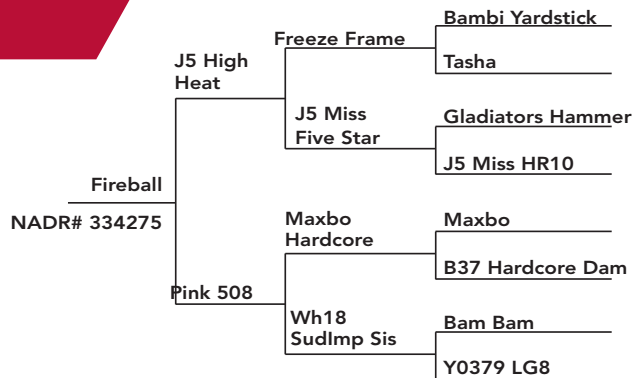 Bambi Yardstick
Freeze Frame
Tasha
J5 High
Heat
J5 Miss
Five Star
Gladiators Hammer
J5 Miss HR10
Fireball
NADR# 334275
Maxbo
Hardcore
Maxbo
B37 Hardcore Dam
Pink 508
Wh18
SudImp Sis
Bam Bam
Y0379 LG8